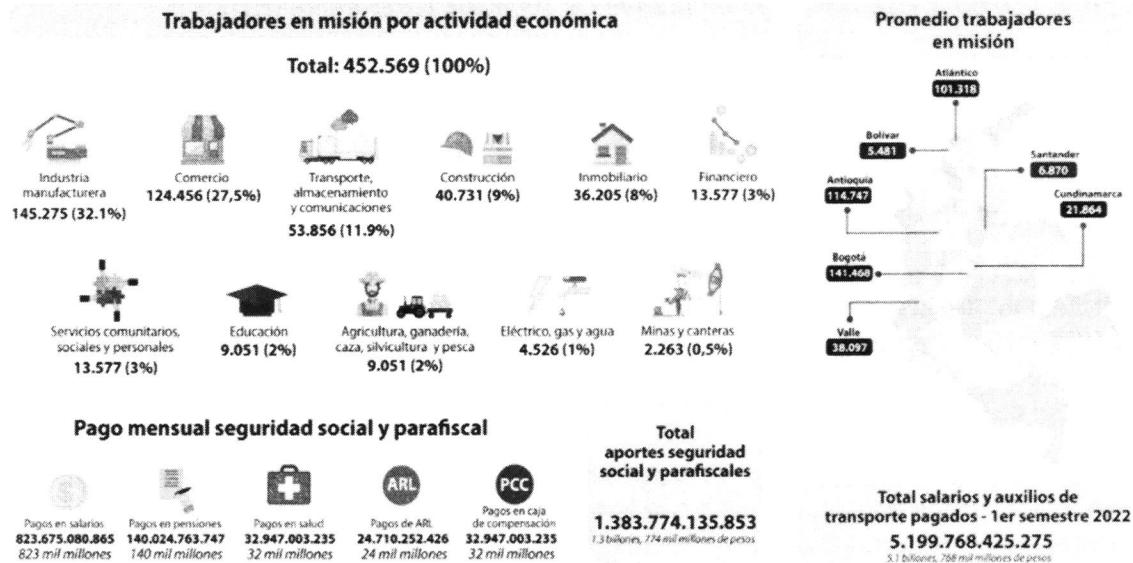 Trabajadores en misión por actividad económica
Total: 452.569 (100%)
Industria
manufacturera
145.275 (32.1%)
Comercio
124.456 (27,5%)
Transporte,
almacenamiento
y comunicaciones
53.856 (11.9%)
Construcción
40.731 (9%)
Inmobiliario
36.205 (8%)
Financiero
13.577 (3%)
Servicios comunitarios,
sociales y personales
13.577 (3%)
Educación
9.051 (2%)
Agricultura, ganadería,
caza, silvicultura y pesca
9.051 (2%)
Eléctrico, gas y agua
4.526 (1%)
Minas y canteras
2.263 (0,5%)
Promedio trabajadores
en misión
Atlántico
101.318
Bolívar
5.481
Santander
6.870
Antioquia
114.747
Cundinamarca
21.864
Bogotá
141.468
Valle
38.097
Pago mensual seguridad social y parafiscal
Pagos en salarios
823.675.080.865
823 mil millones
Pagos en pensiones
140.024.763.747
140 mil millones
Pagos en salud
32.947.003.235
32 mil millones
ARL
Pagos de ARL
24.710.252.426
24 mil millones
PCC
Pagos en caja
de compensación
32.947.003.235
32 mil millones
Total
aportes seguridad
social y parafiscales
1.383.774.135.853
1.3 billones, 774 mil millones de pesos
Total salarios y auxilios de
transporte pagados - 1er semestre 2022
5.199.768.425.275
5.1 billones, 768 mil millones de pesos